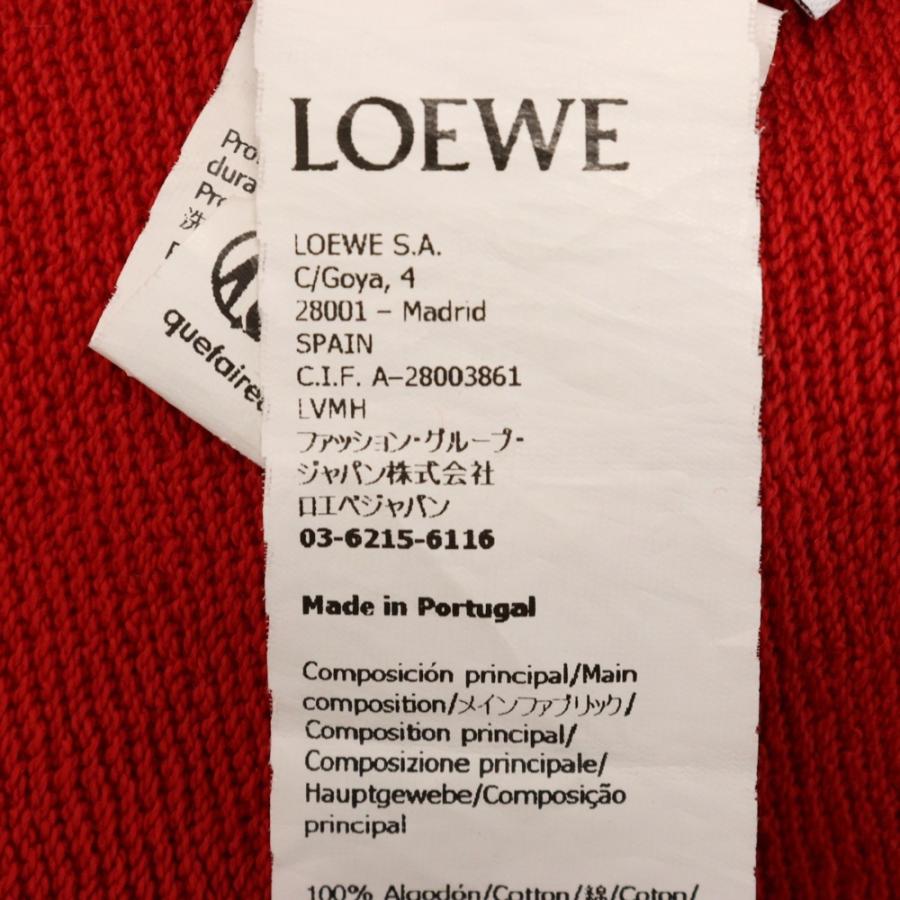 LOEWE
LOEWE S.A.
C/Goya, 4
28001 – Madrid
SPAIN
C.I.F. A–28003861
LVMH
ファッション・グループ・
ジャパン株式会社
ロエベジャパン
03-6215-6116
Made in Portugal
Composición principal/Main
composition/メインファブリック/
Composition principal/
Composizione principale/
Hauptgewebe/Composição
principal
100% Algodón/Cotton/綿/Coton/